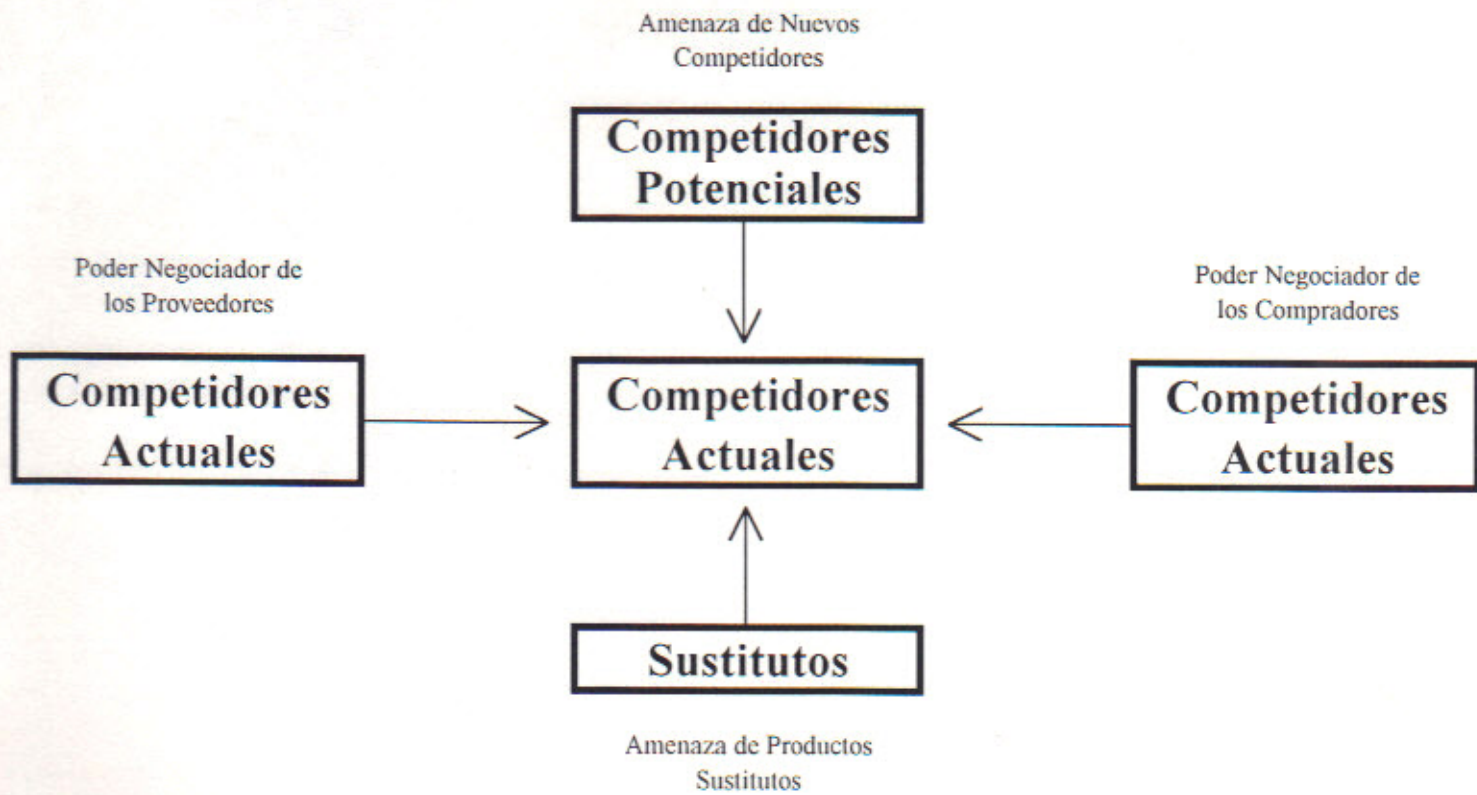 Amenaza de Nuevos
Competidores
Competidores
Potenciales
Poder Negociador de
los Proveedores
Poder Negociador de
los Compradores
Competidores
Actuales
Competidores
Actuales
Competidores
Actuales
Sustitutos
Amenaza de Productos
Sustitutos